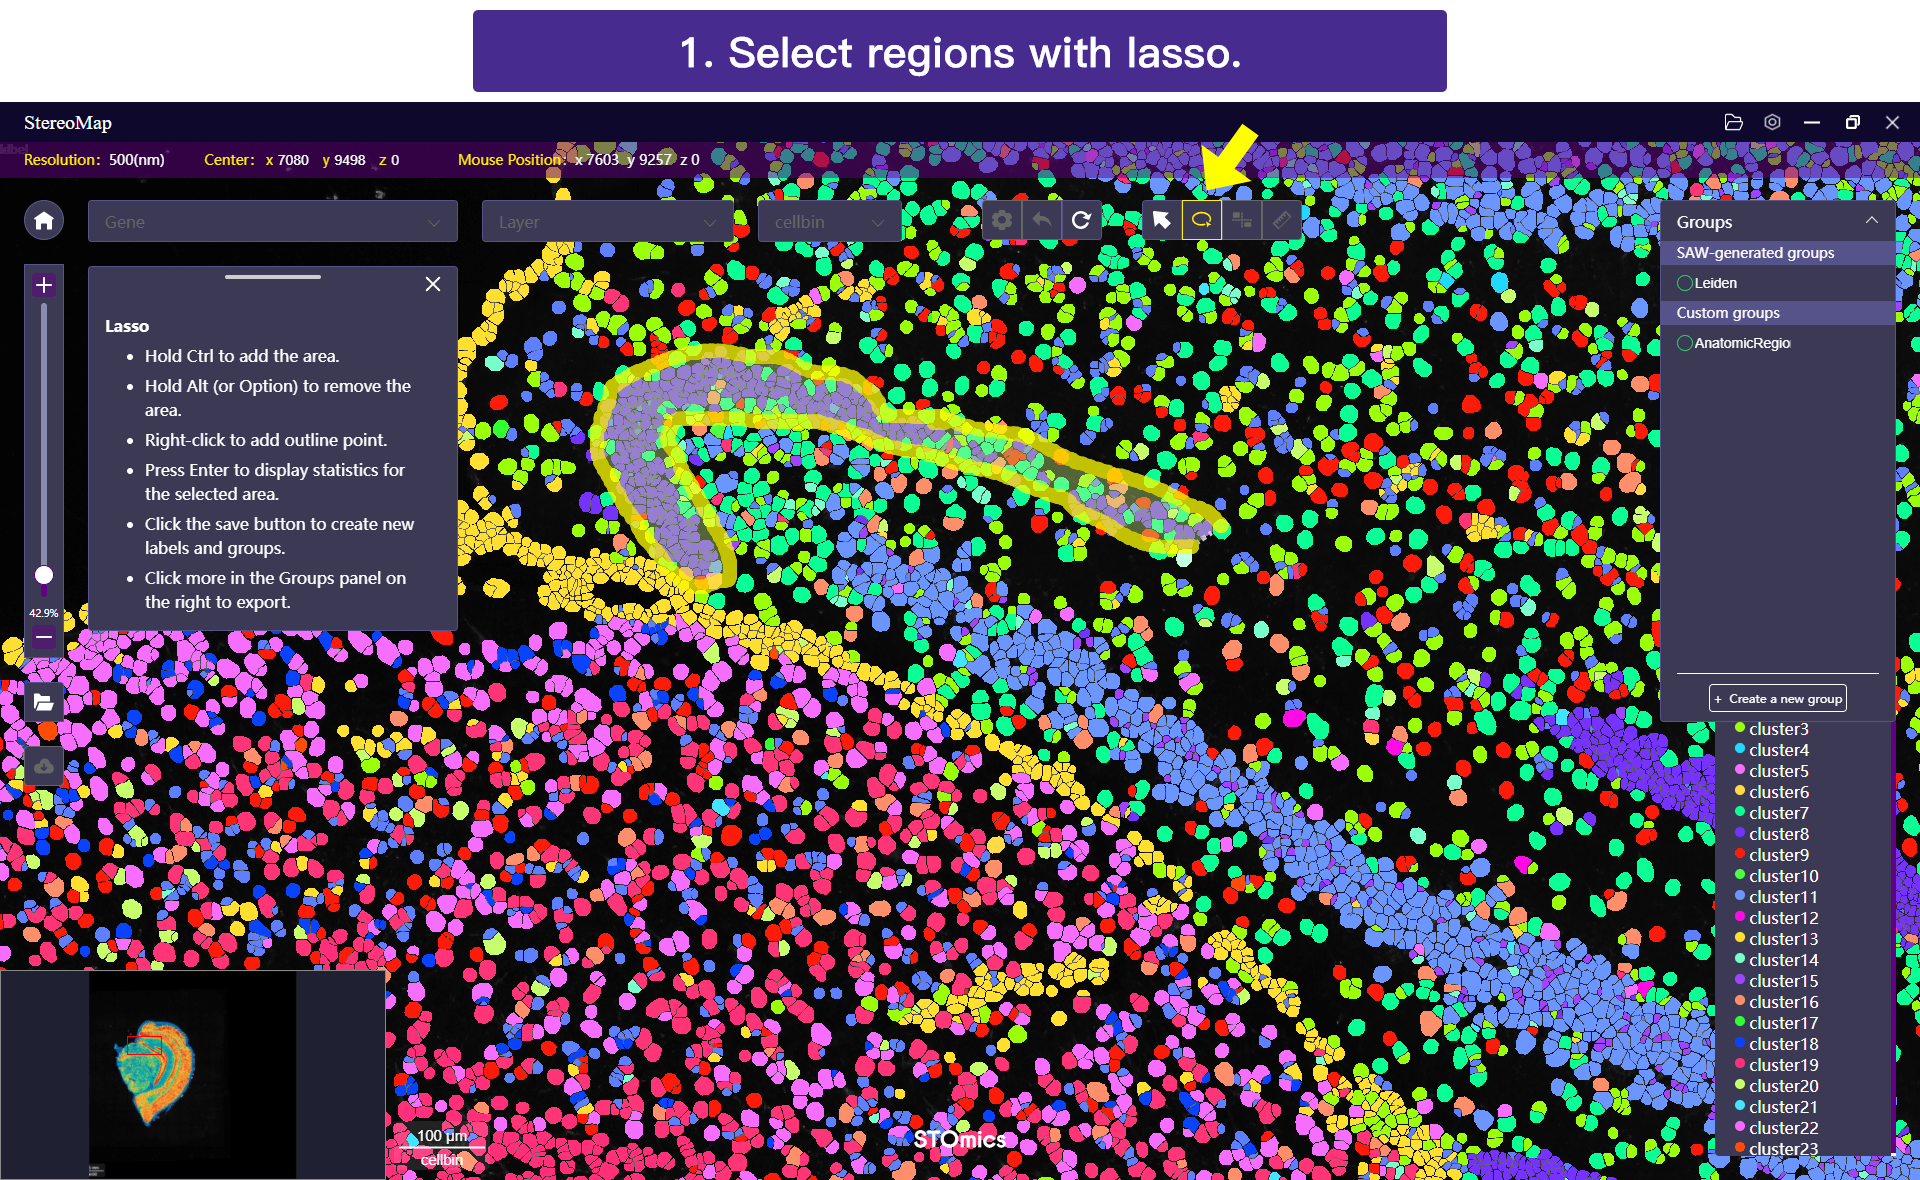 1. Select regions with lasso.
StereoMap
Resolution: 500(nm) Center: x 7080 y 9498 z 0 Mouse Position: x 7603 y 9257 z 0
Gene
Layer
cellbin
Lasso
• Hold Ctrl to add the area.
• Hold Alt (or Option) to remove the
area.
• Right-click to add outline point.
• Press Enter to display statistics for
the selected area.
• Click the save button to create new
labels and groups.
• Click more in the Groups panel on
the right to export.
42.9%
Groups
SAW-generated groups
Leiden
Custom groups
AnatomicRegio
+ Create a new group
cluster3
cluster4
cluster5
cluster6
cluster7
cluster8
cluster9
cluster10
cluster11
cluster12
cluster13
cluster14
cluster15
cluster16
cluster17
cluster18
cluster19
cluster20
cluster21
cluster22
cluster23
100 μm
cellbin
STOmics